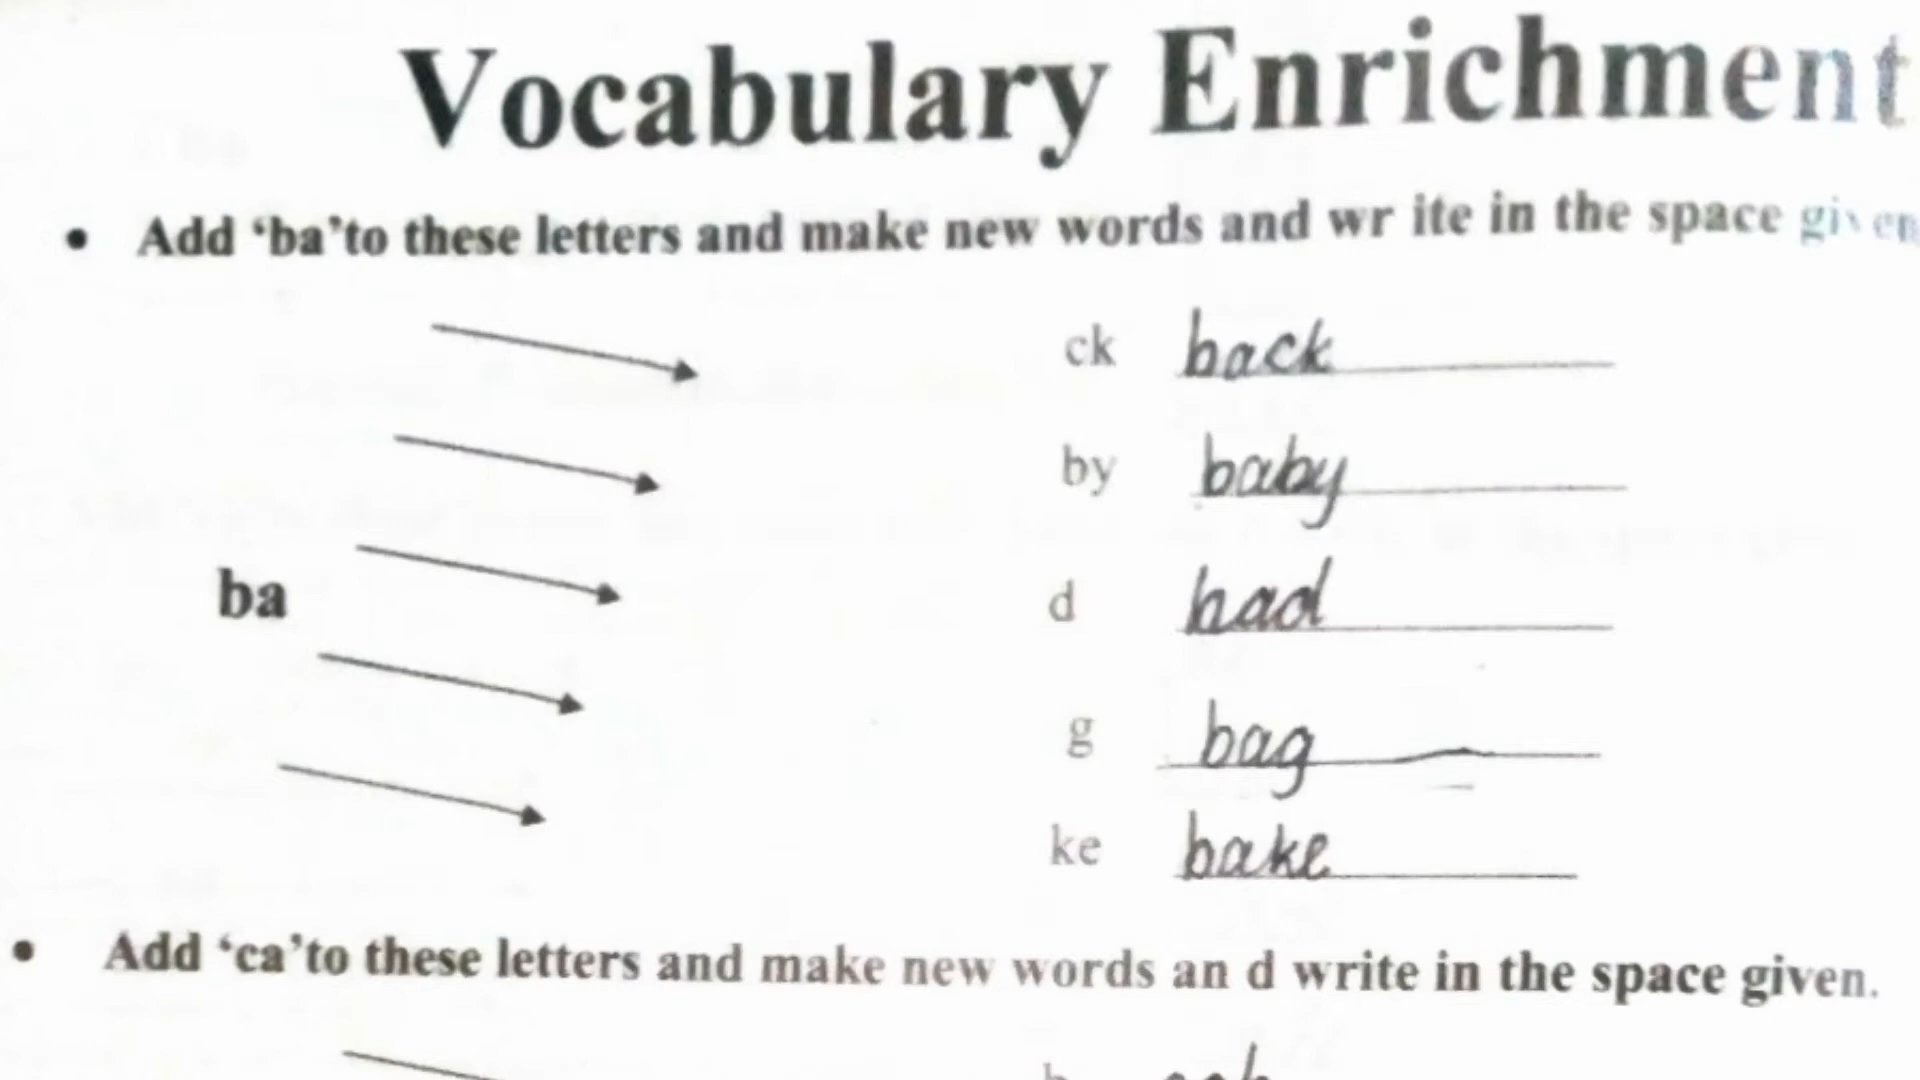 Vocabulary Enrichment
• Add ‘ba’to these letters and make new words and wr ite in the space given
ck back
by baby
ba d bad
g bag
ke bake
• Add ‘ca’to these letters and make new words an d write in the space given.
b cab